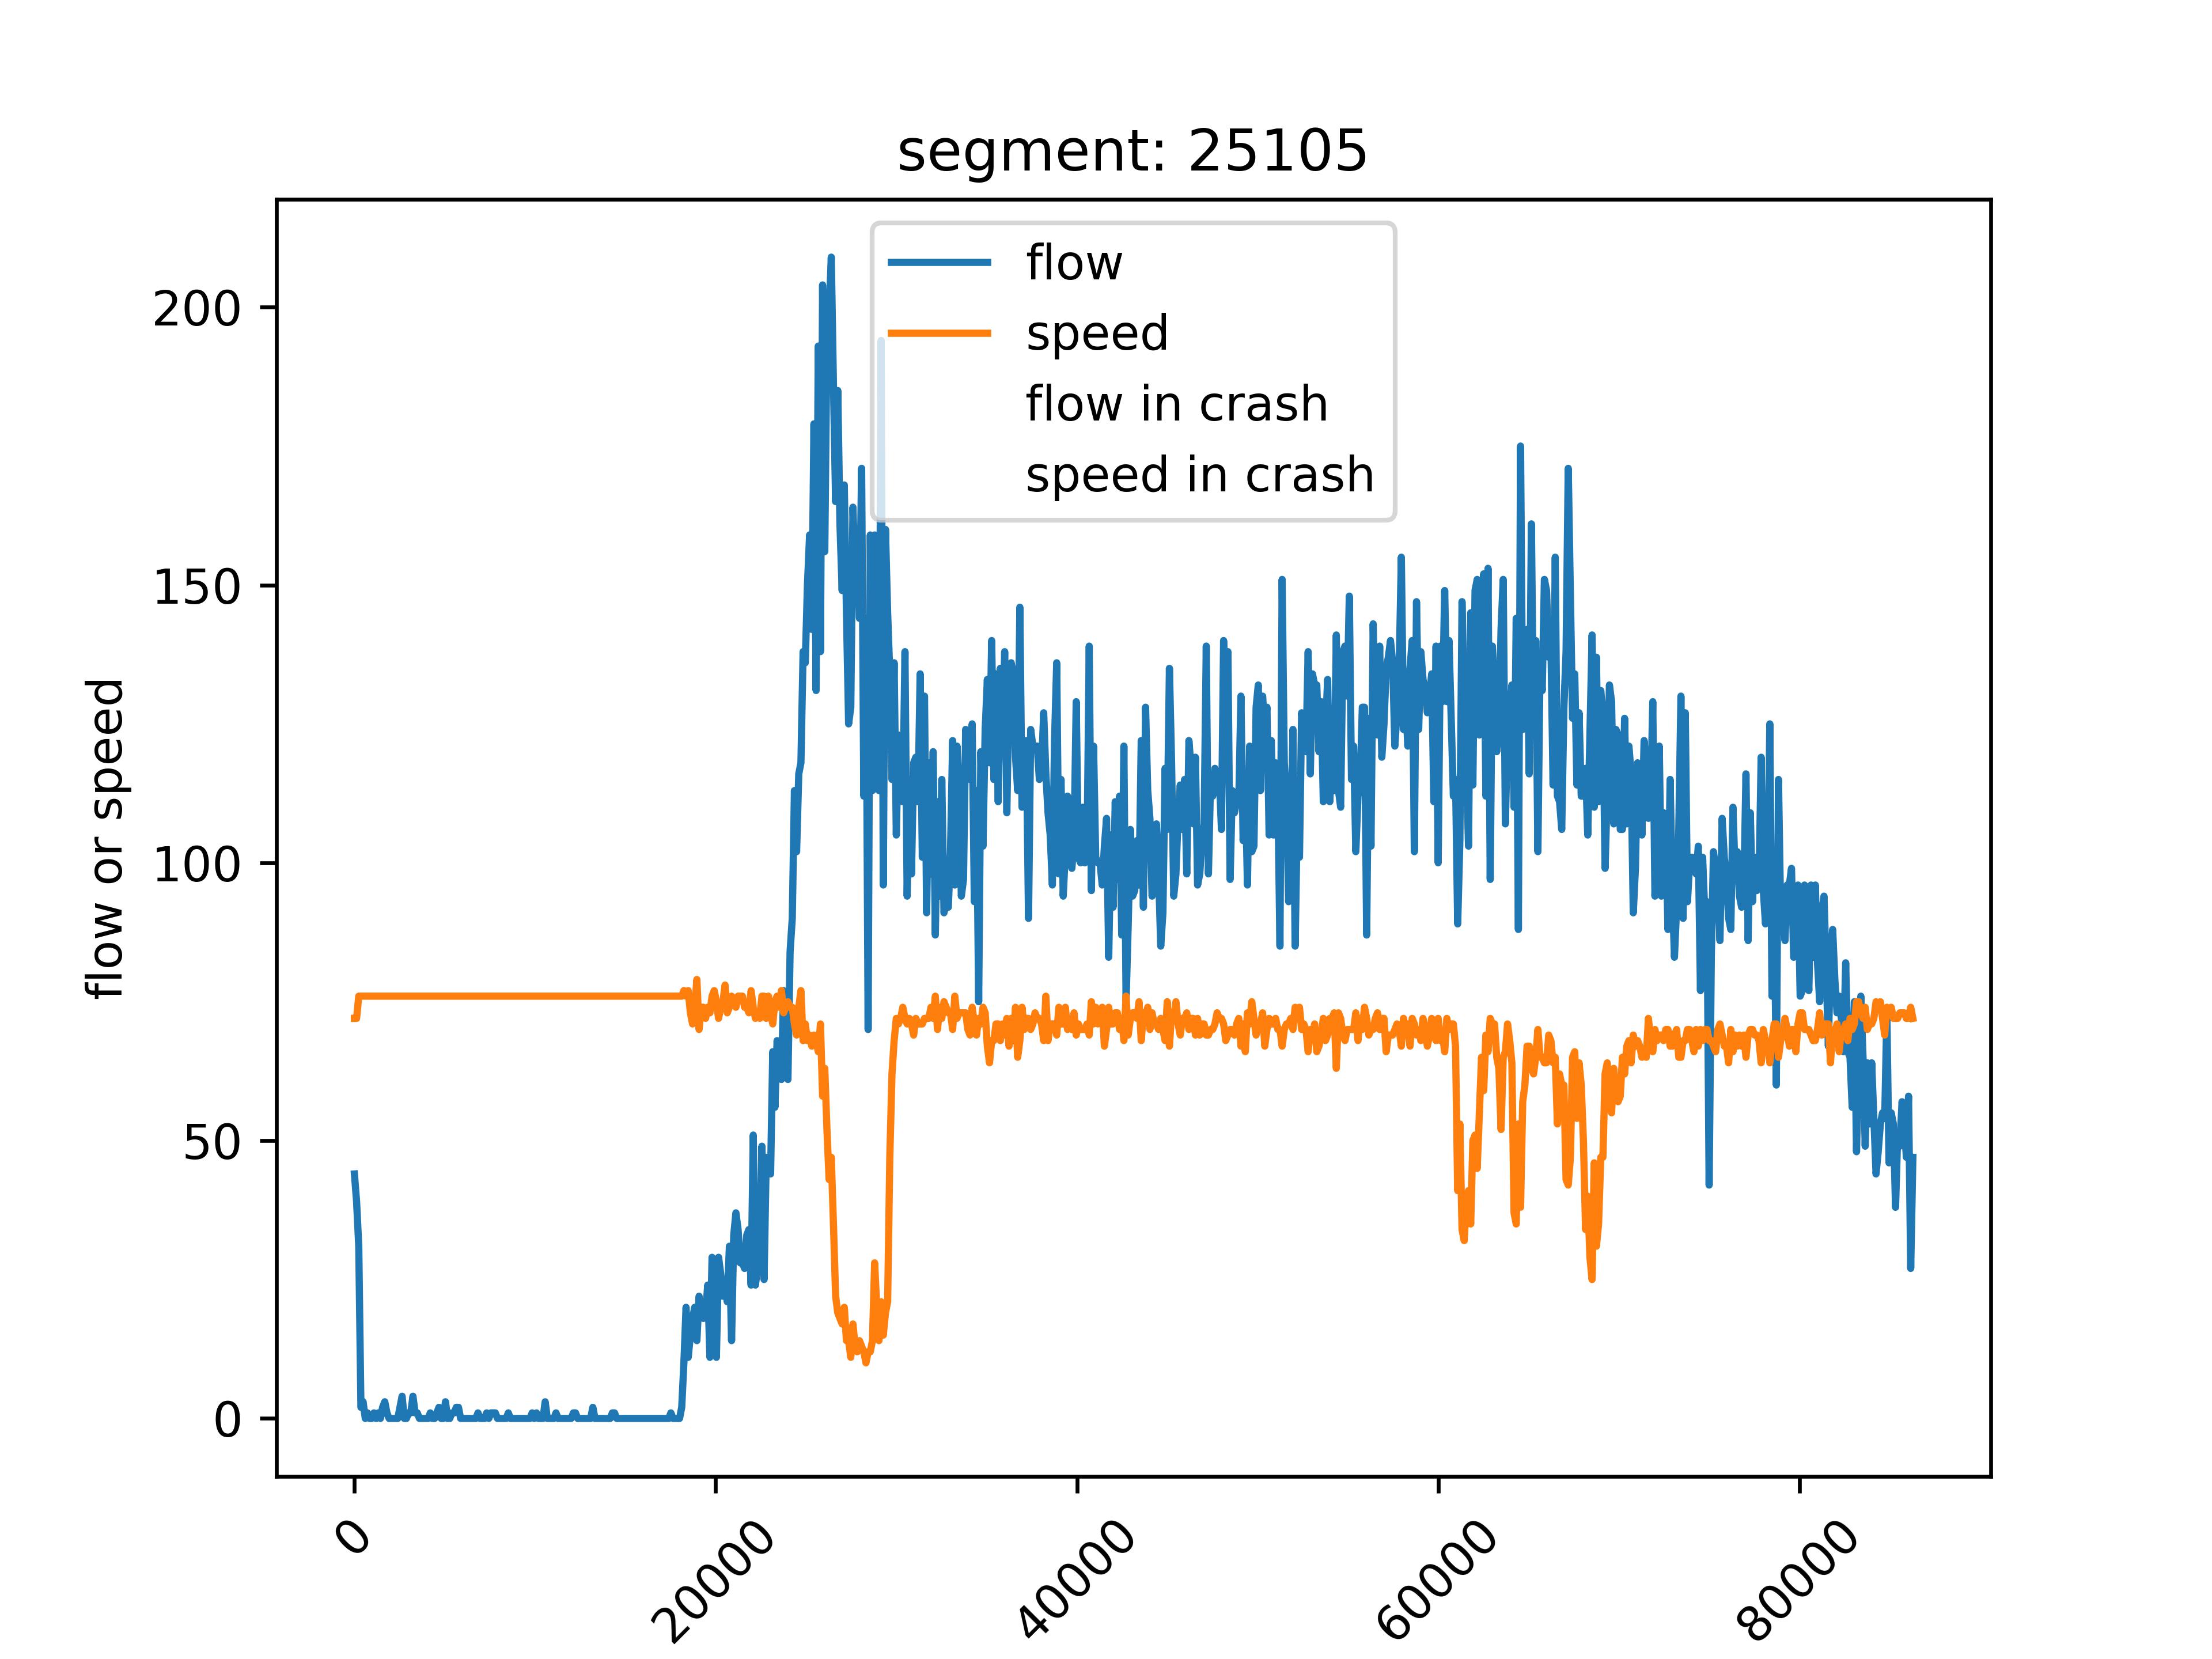 segment: 25105
flow
speed
flow in crash
speed in crash
flow or speed
200
150
100
50
0
0
20000
40000
60000
80000